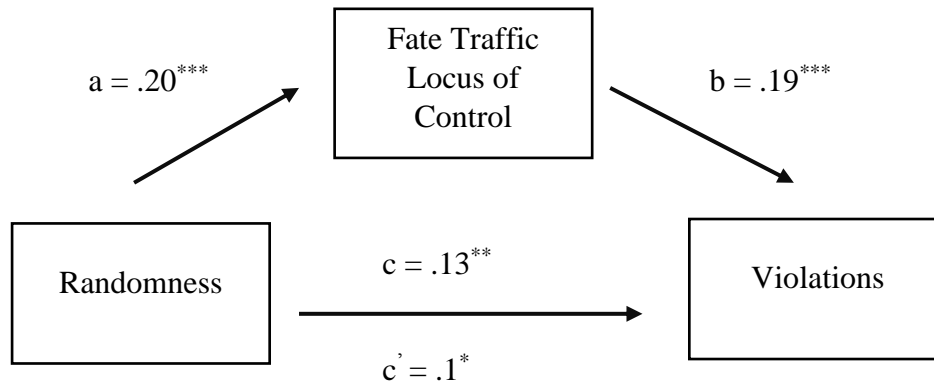 Fate Traffic
Locus of
Control
a = .20***
b = .19***
Randomness
c = .13**
Violations
c’ = .1*